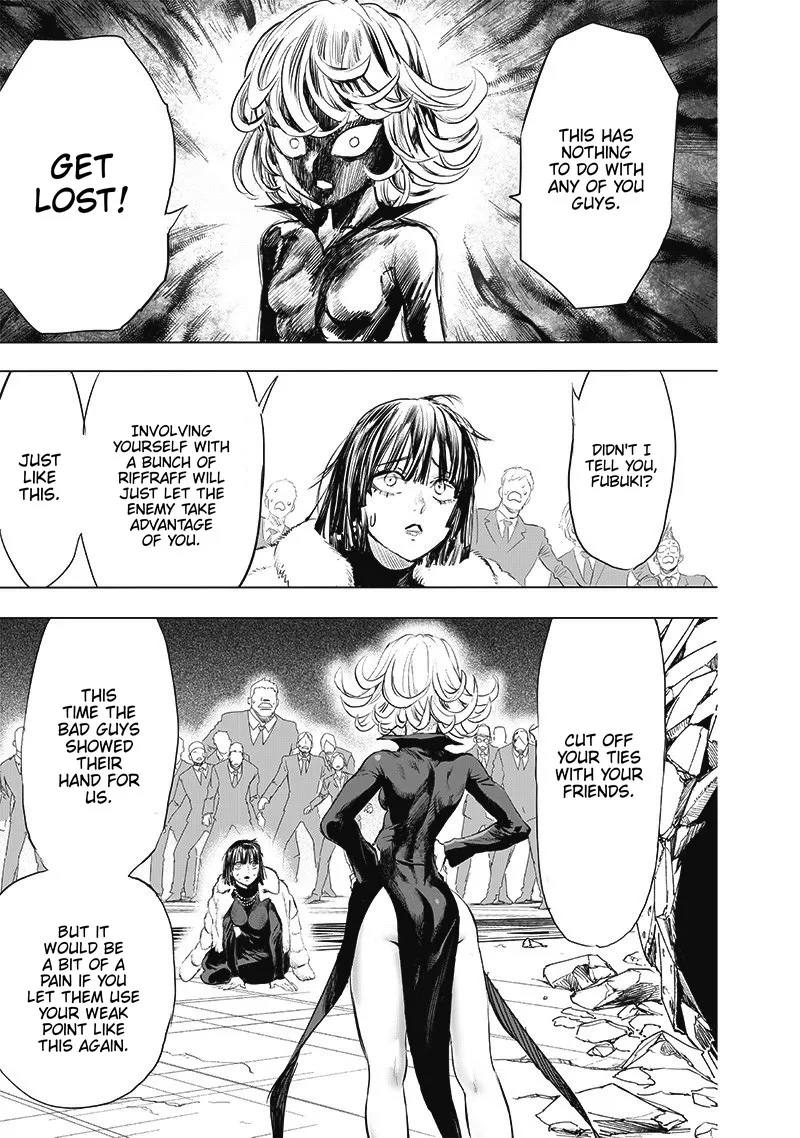 THIS HAS
NOTHING
TO DO WITH
ANY OF YOU
GUYS.
GET
LOST!
DIDN'T I
TELL YOU,
FUBUKI?
INVOLVING
YOURSELF WITH
A BUNCH OF
RIFFRAFF WILL
JUST LET THE
ENEMY TAKE
ADVANTAGE
OF YOU.
JUST
LIKE
THIS.
CUT OFF
YOUR TIES
WITH YOUR
FRIENDS.
THIS
TIME THE
BAD GUYS
SHOWED
THEIR
HAND FOR
US.
BUT IT
WOULD BE
A BIT OF A
PAIN IF YOU
LET THEM USE
YOUR WEAK
POINT LIKE
THIS AGAIN.